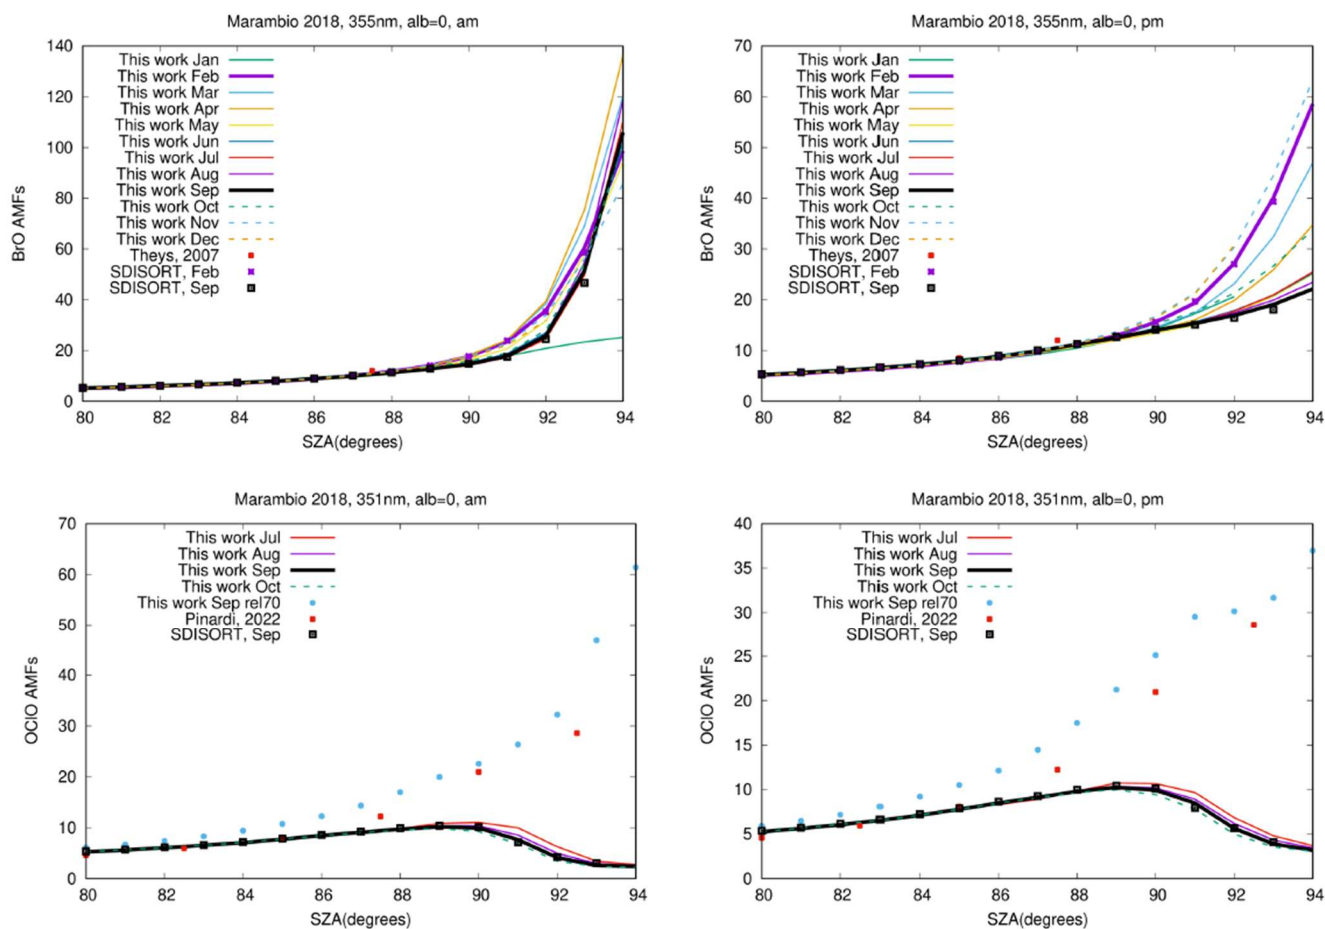 Marambio 2018, 355nm, alb=0, am
BrO AMFs
140
120
100
80
60
40
20
0
This work Jan
This work Feb
This work Mar
This work Apr
This work May
This work Jun
This work Jul
This work Aug
This work Sep
This work Oct
This work Nov
This work Dec
Theys, 2007
SDISORT, Feb
SDISORT, Sep
80 82 84 86 88 90 92 94
SZA(degrees)
Marambio 2018, 355nm, alb=0, pm
BrO AMFs
70
60
50
40
30
20
10
0
This work Jan
This work Feb
This work Mar
This work Apr
This work May
This work Jun
This work Jul
This work Aug
This work Sep
This work Oct
This work Nov
This work Dec
Theys, 2007
SDISORT, Feb
SDISORT, Sep
80 82 84 86 88 90 92 94
SZA(degrees)
Marambio 2018, 351nm, alb=0, am
OClO AMFs
70
60
50
40
30
20
10
0
This work Jul
This work Aug
This work Sep
This work Oct
This work Sep rel70
Pinardi, 2022
SDISORT, Sep
80 82 84 86 88 90 92 94
SZA(degrees)
Marambio 2018, 351nm, alb=0, pm
OClO AMFs
40
35
30
25
20
15
10
5
0
This work Jul
This work Aug
This work Sep
This work Oct
This work Sep rel70
Pinardi, 2022
SDISORT, Sep
80 82 84 86 88 90 92 94
SZA(degrees)